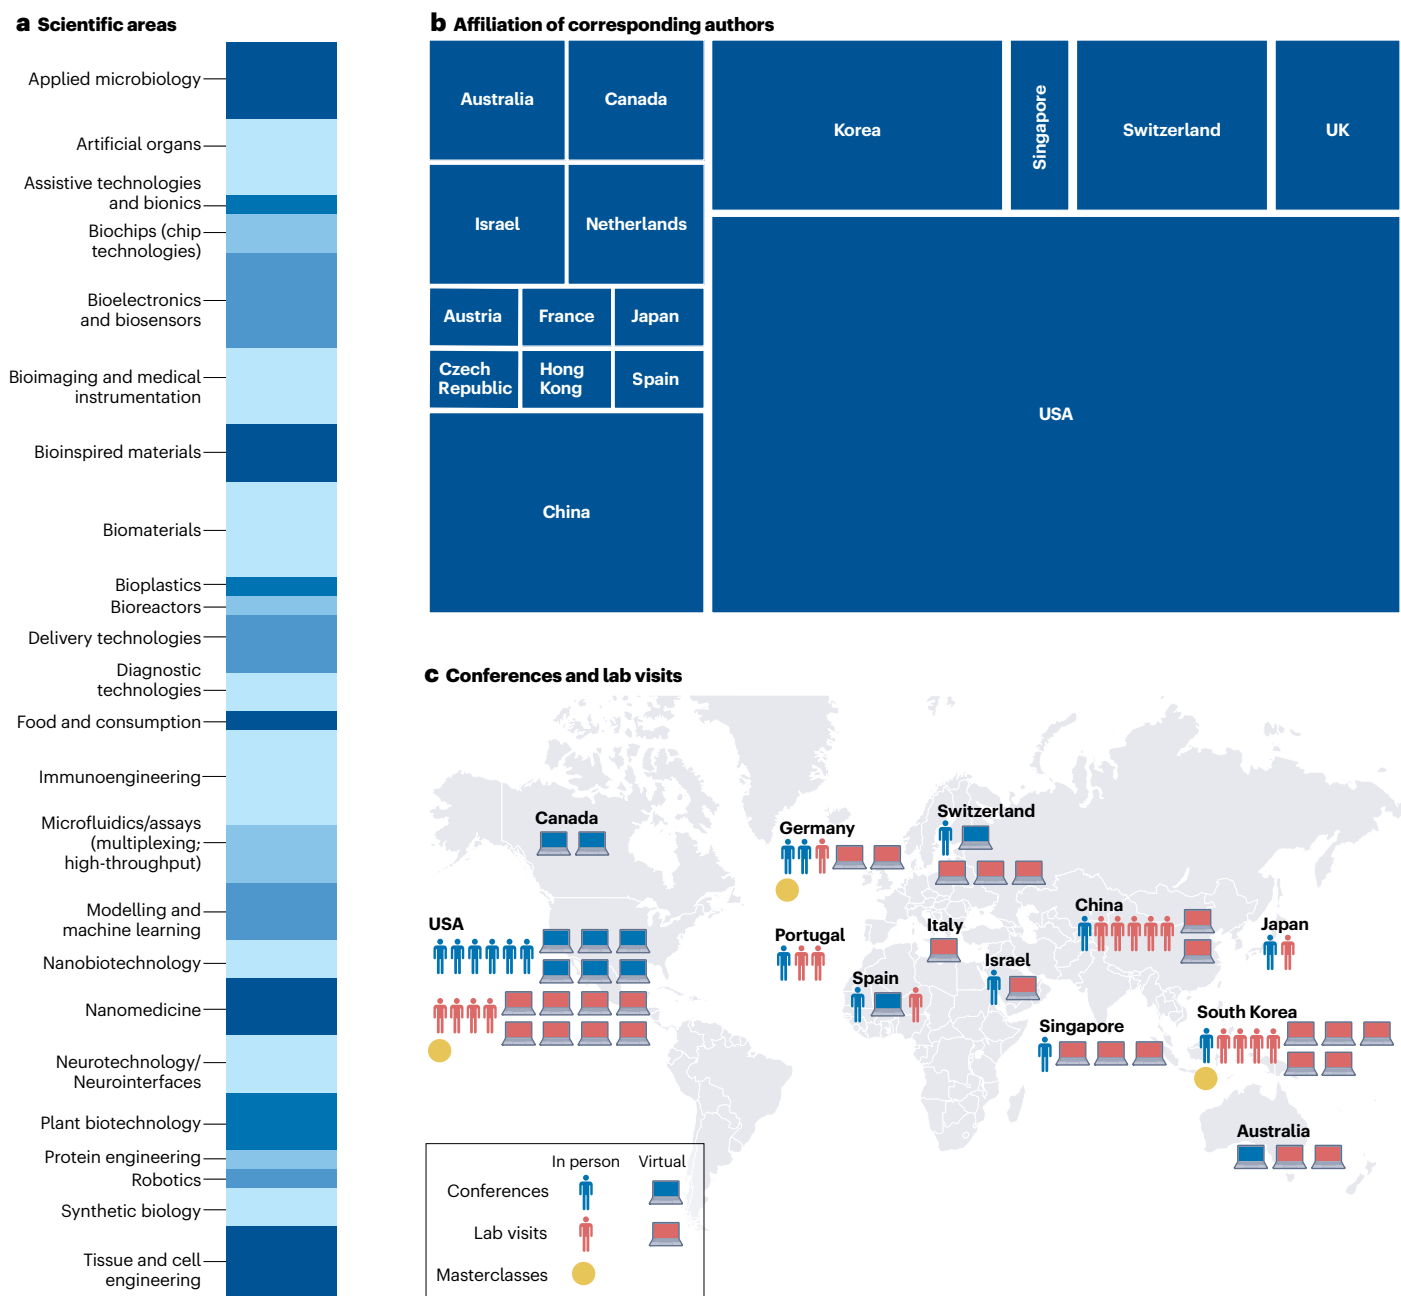 a Scientific areas
Applied microbiology
Artificial organs
Assistive technologies
and bionics
Biochips (chip
technologies)
Bioelectronics
and biosensors
Bioimaging and medical
instrumentation
Bioinspired materials
Biomaterials
Bioplastics
Bioreactors
Delivery technologies
Diagnostic
technologies
Food and consumption
Immunoengineering
Microfluidics/assays
(multiplexing;
high-throughput)
Modelling and
machine learning
Nanobiotechnology
Nanomedicine
Neurotechnology/
Neurointerfaces
Plant biotechnology
Protein engineering
Robotics
Synthetic biology
Tissue and cell
engineering
b Affiliation of corresponding authors
Australia
Canada
Korea
Singapore
Switzerland
UK
Israel
Netherlands
Austria
France
Japan
Czech
Republic
Hong
Kong
Spain
USA
China
c Conferences and lab visits
Canada
Germany
Switzerland
USA
Portugal
Italy
China
Japan
Spain
Israel
Singapore
South Korea
Australia
In person
Virtual
Conferences
Lab visits
Masterclasses